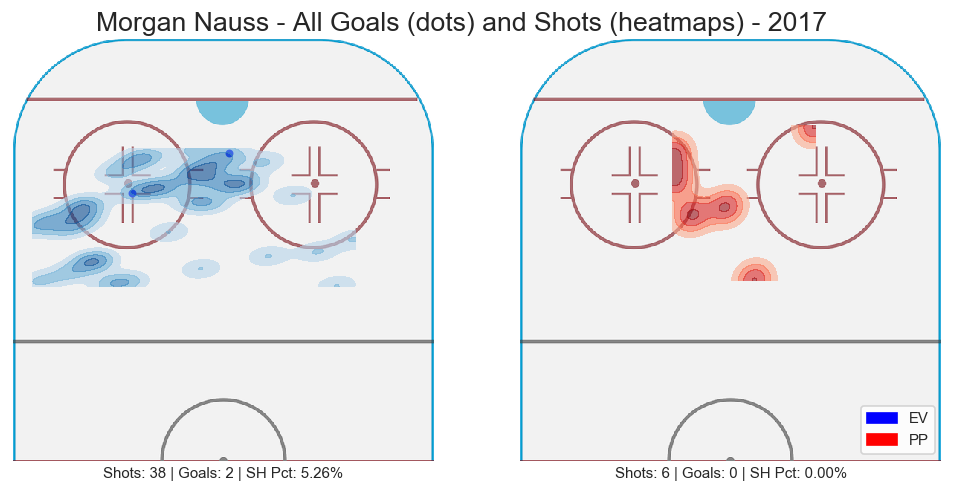 Morgan Nauss - All Goals (dots) and Shots (heatmaps) - 2017
EV
PP
Shots: 38 | Goals: 2 | SH Pct: 5.26%
Shots: 6 | Goals: 0 | SH Pct: 0.00%